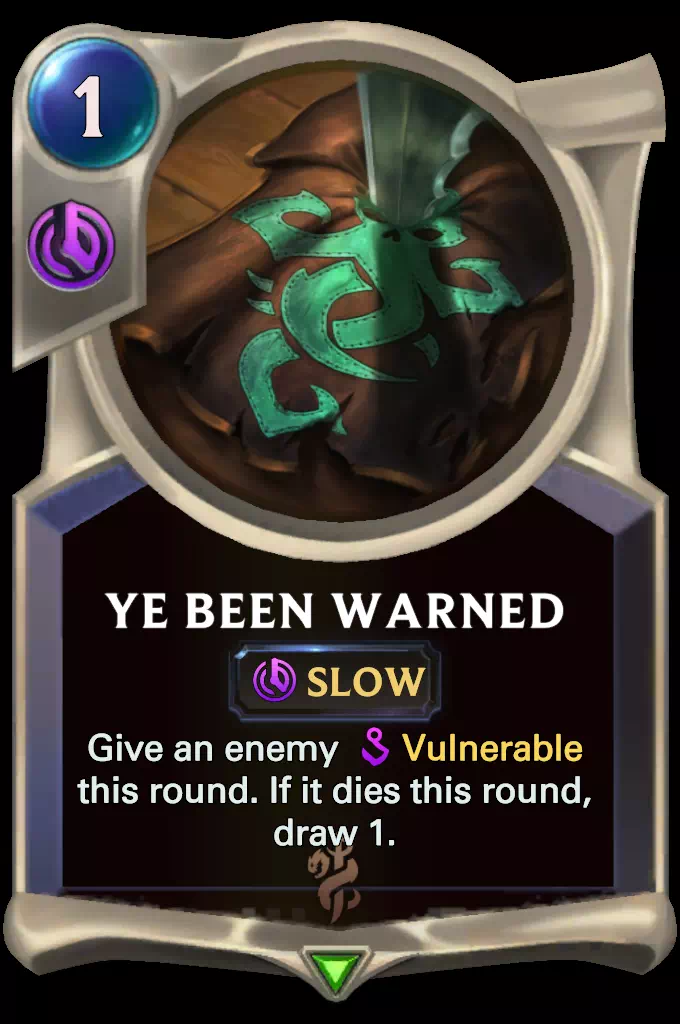 1
YE BEEN WARNED
SLOW
Give an enemy Vulnerable
this round. If it dies this round,
draw 1.